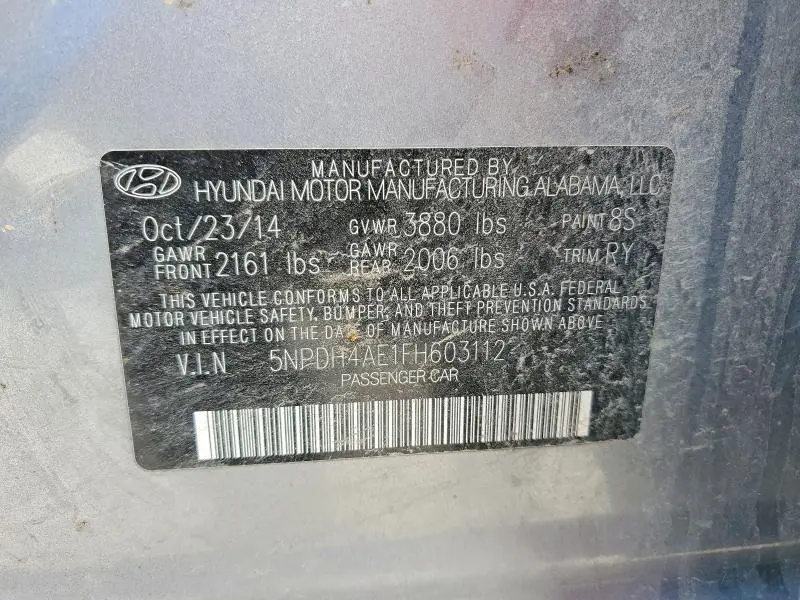 MANUFACTURED BY
HYUNDAI MOTOR MANUFACTURING ALABAMA, LLC
Oct/23/14 GVWR 3880 lbs PAINT 8S
GAWR FRONT 2161 lbs GAWR REAR 2006 lbs TRIM RY
THIS VEHICLE CONFORMS TO ALL APPLICABLE U.S.A. FEDERAL
MOTOR VEHICLE SAFETY, BUMPER, AND THEFT PREVENTION STANDARDS
IN EFFECT ON THE DATE OF MANUFACTURE SHOWN ABOVE.
V.I.N 5NPDH4AE1FH603112
PASSENGER CAR